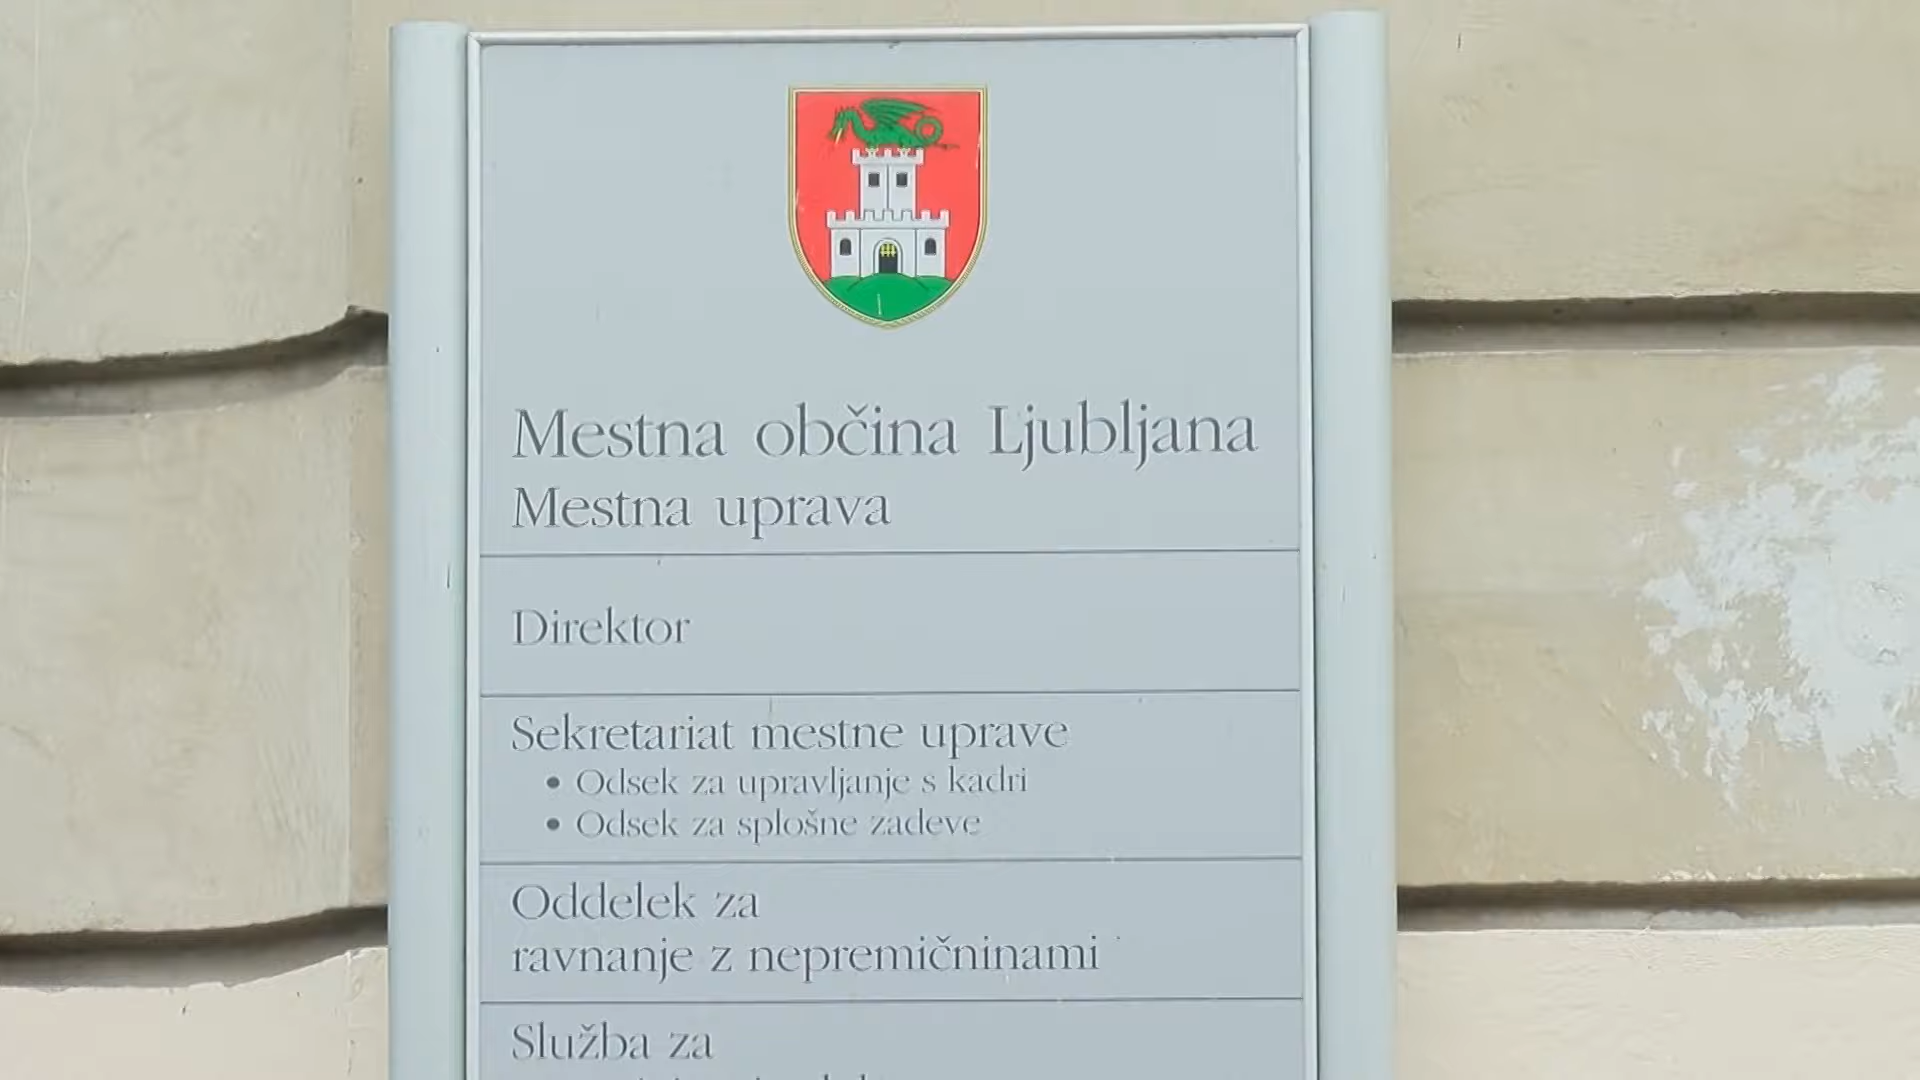 Mestna občina Ljubljana
Mestna uprava
Direktor
Sekretariat mestne uprave
• Odsek za upravljanje s kadri
• Odsek za splošne zadeve
Oddelek za
ravnanje z nepremičninami
Služba za